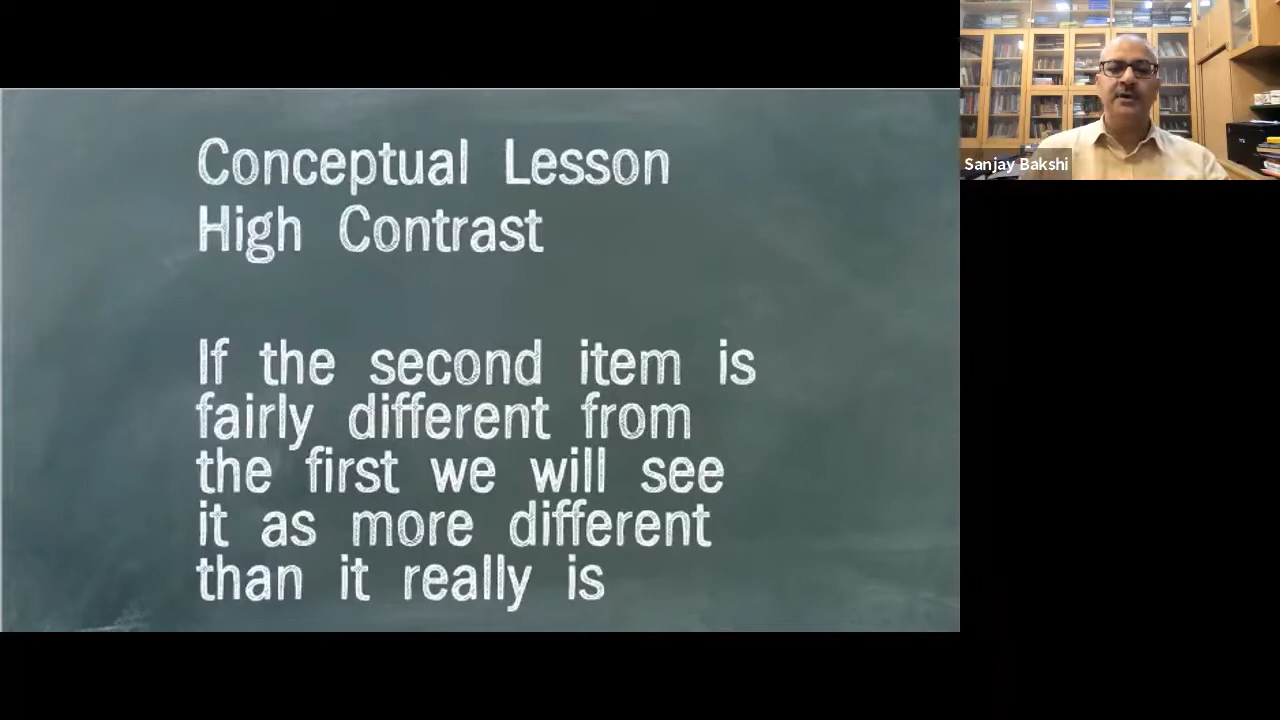 Conceptual Lesson
High Contrast
If the second item is
fairly different from
the first we will see
it as more different
than it really is
Sanjay Bakshi